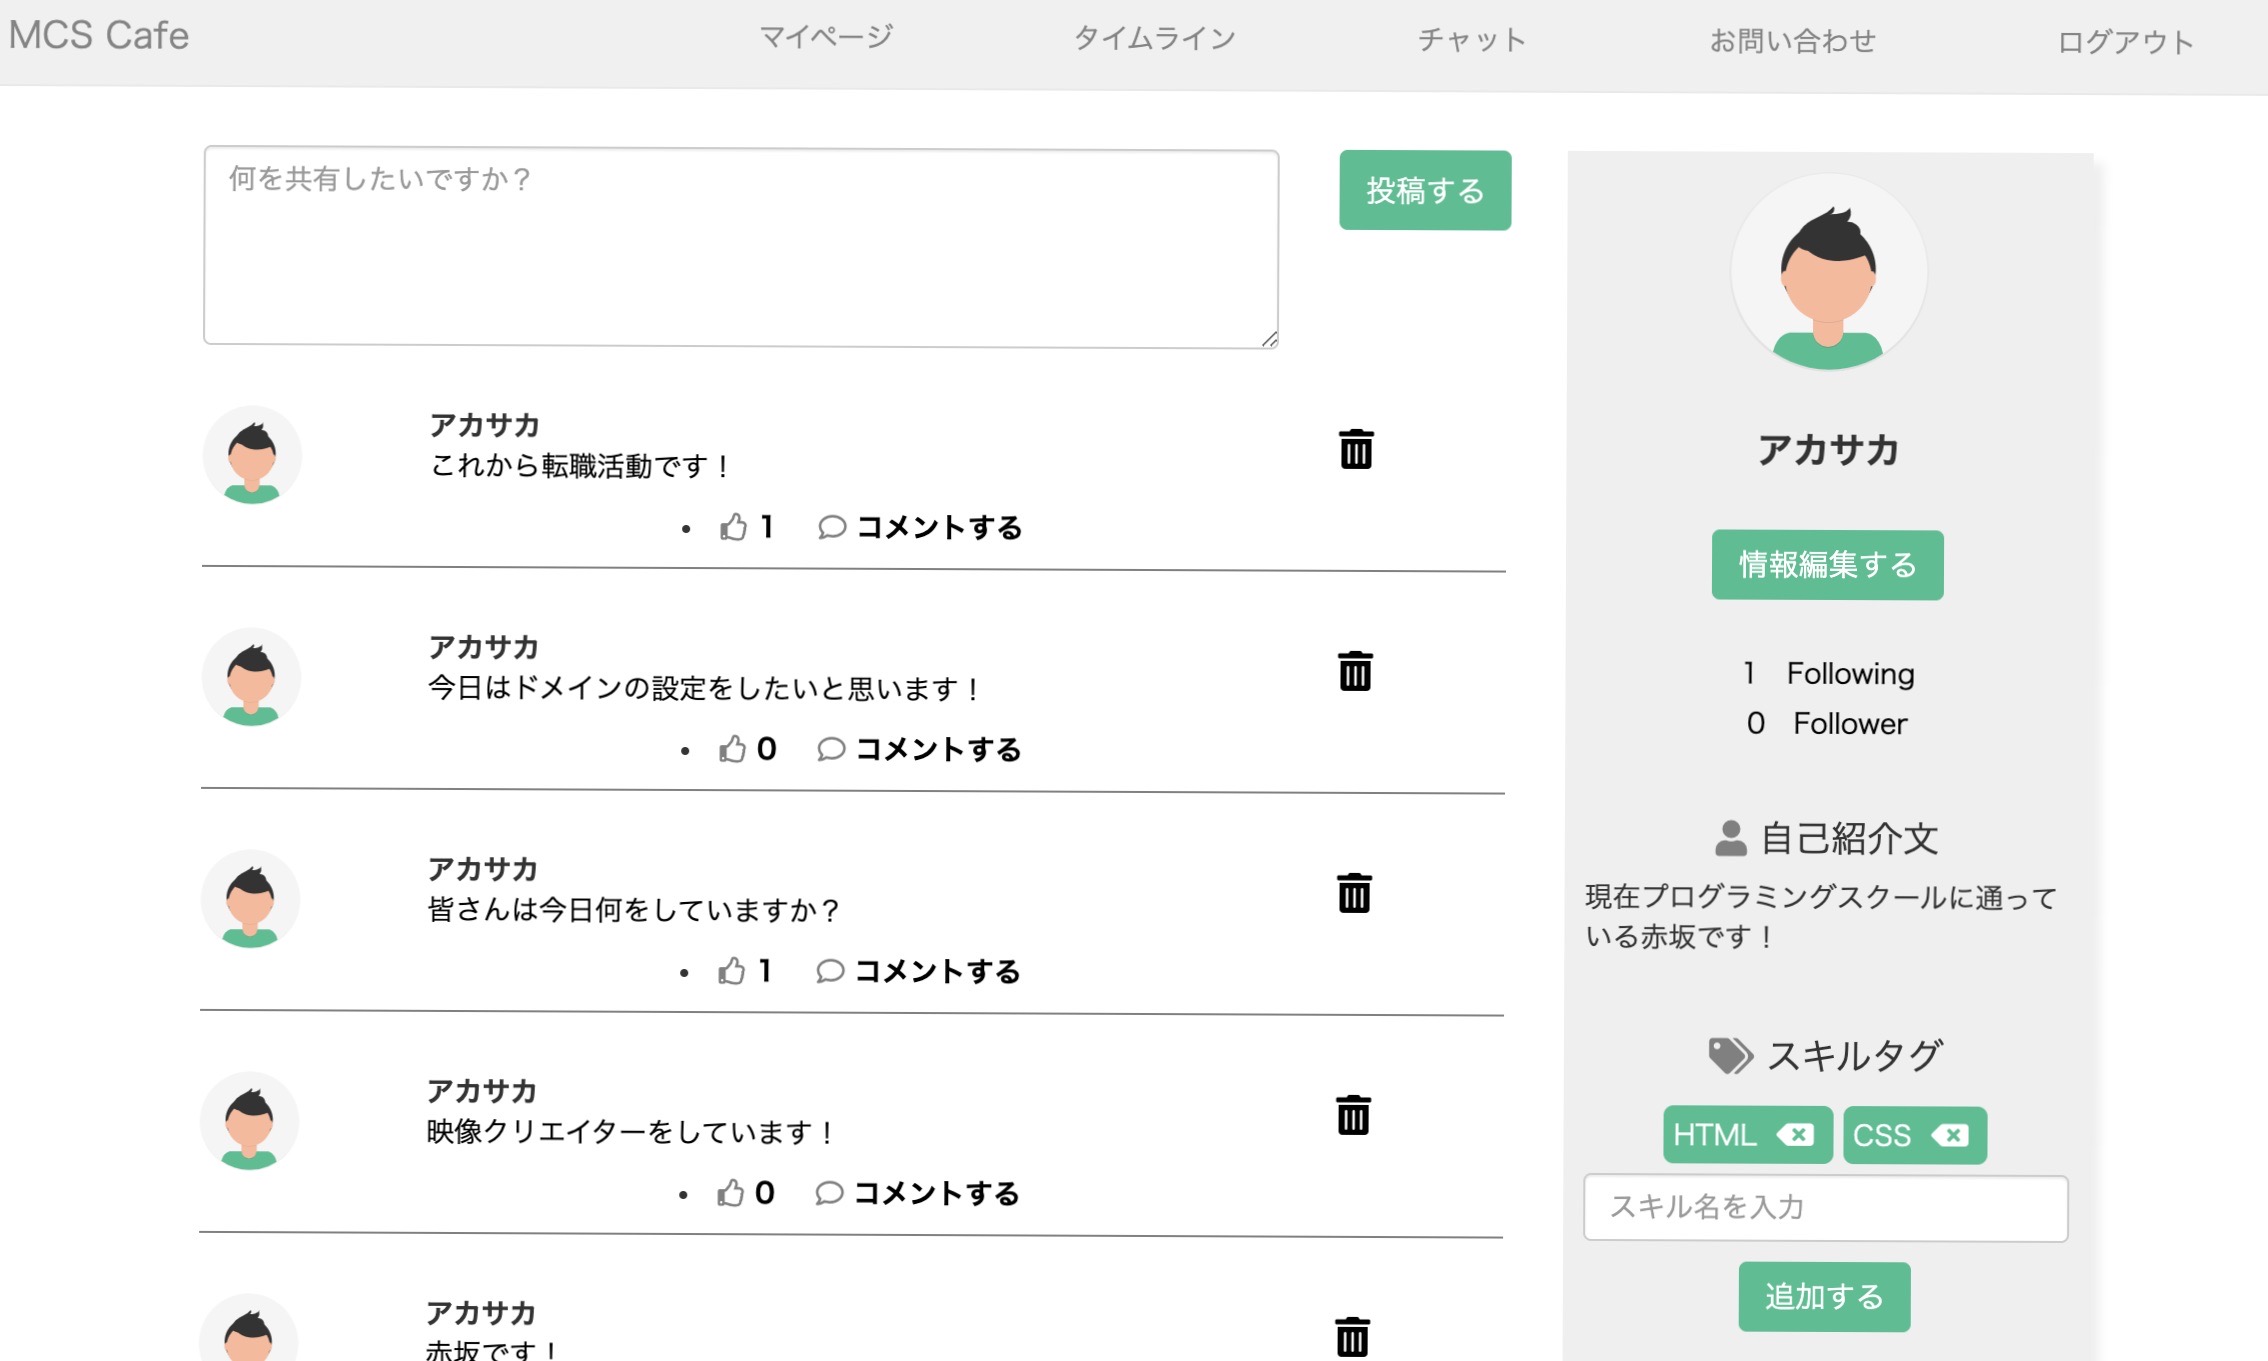 MCS Cafe
マイページ
タイムライン
チャット
お問い合わせ
ログアウト
何を共有したいですか？
投稿する
アカサカ
これから転職活動です！
1 コメントする
アカサカ
今日はドメインの設定をしたいと思います！
0 コメントする
アカサカ
皆さんは今日何をしていますか？
1 コメントする
アカサカ
映像クリエイターをしています！
0 コメントする
アカサカ
赤坂です！
アカサカ
情報編集する
1 Following
0 Follower
自己紹介文
現在プログラミングスクールに通って
いる赤坂です！
スキルタグ
HTML
CSS
スキル名を入力
追加する